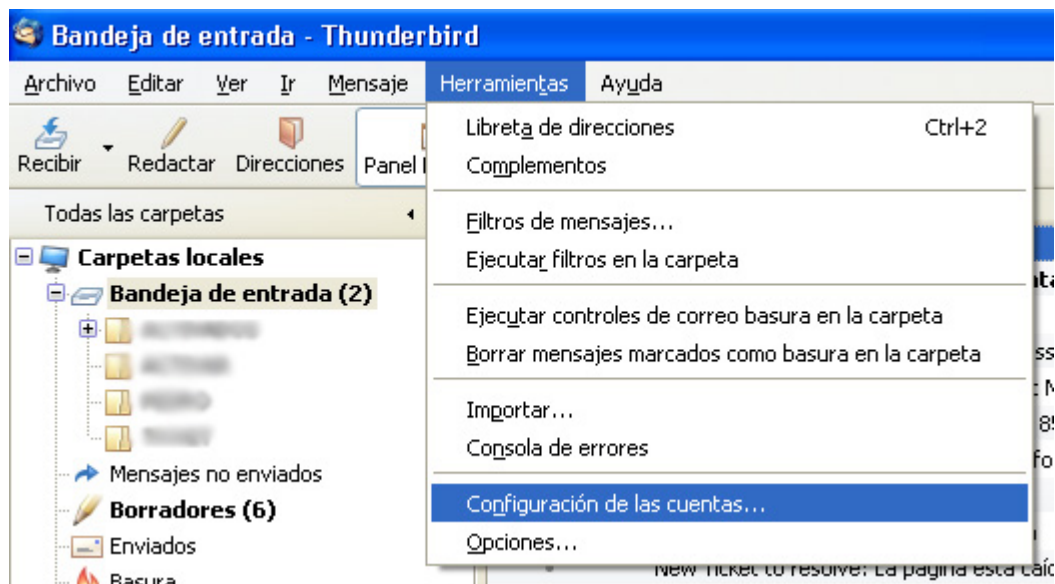 Bandeja de entrada - Thunderbird
Archivo Editar Ver Ir Mensaje Herramientas Ayuda
Recibir Redactar Direcciones Panel
Todas las carpetas
Carpetas locales
Bandeja de entrada (2)
Mensajes no enviados
Borradores (6)
Enviados
Basura
Libreta de direcciones Ctrl+2
Complementos
Filtros de mensajes...
Ejecutar filtros en la carpeta
Ejecutar controles de correo basura en la carpeta
Borrar mensajes marcados como basura en la carpeta
Importar...
Consola de errores
Configuración de las cuentas...
Opciones...
New Ticket to resolve: La página está